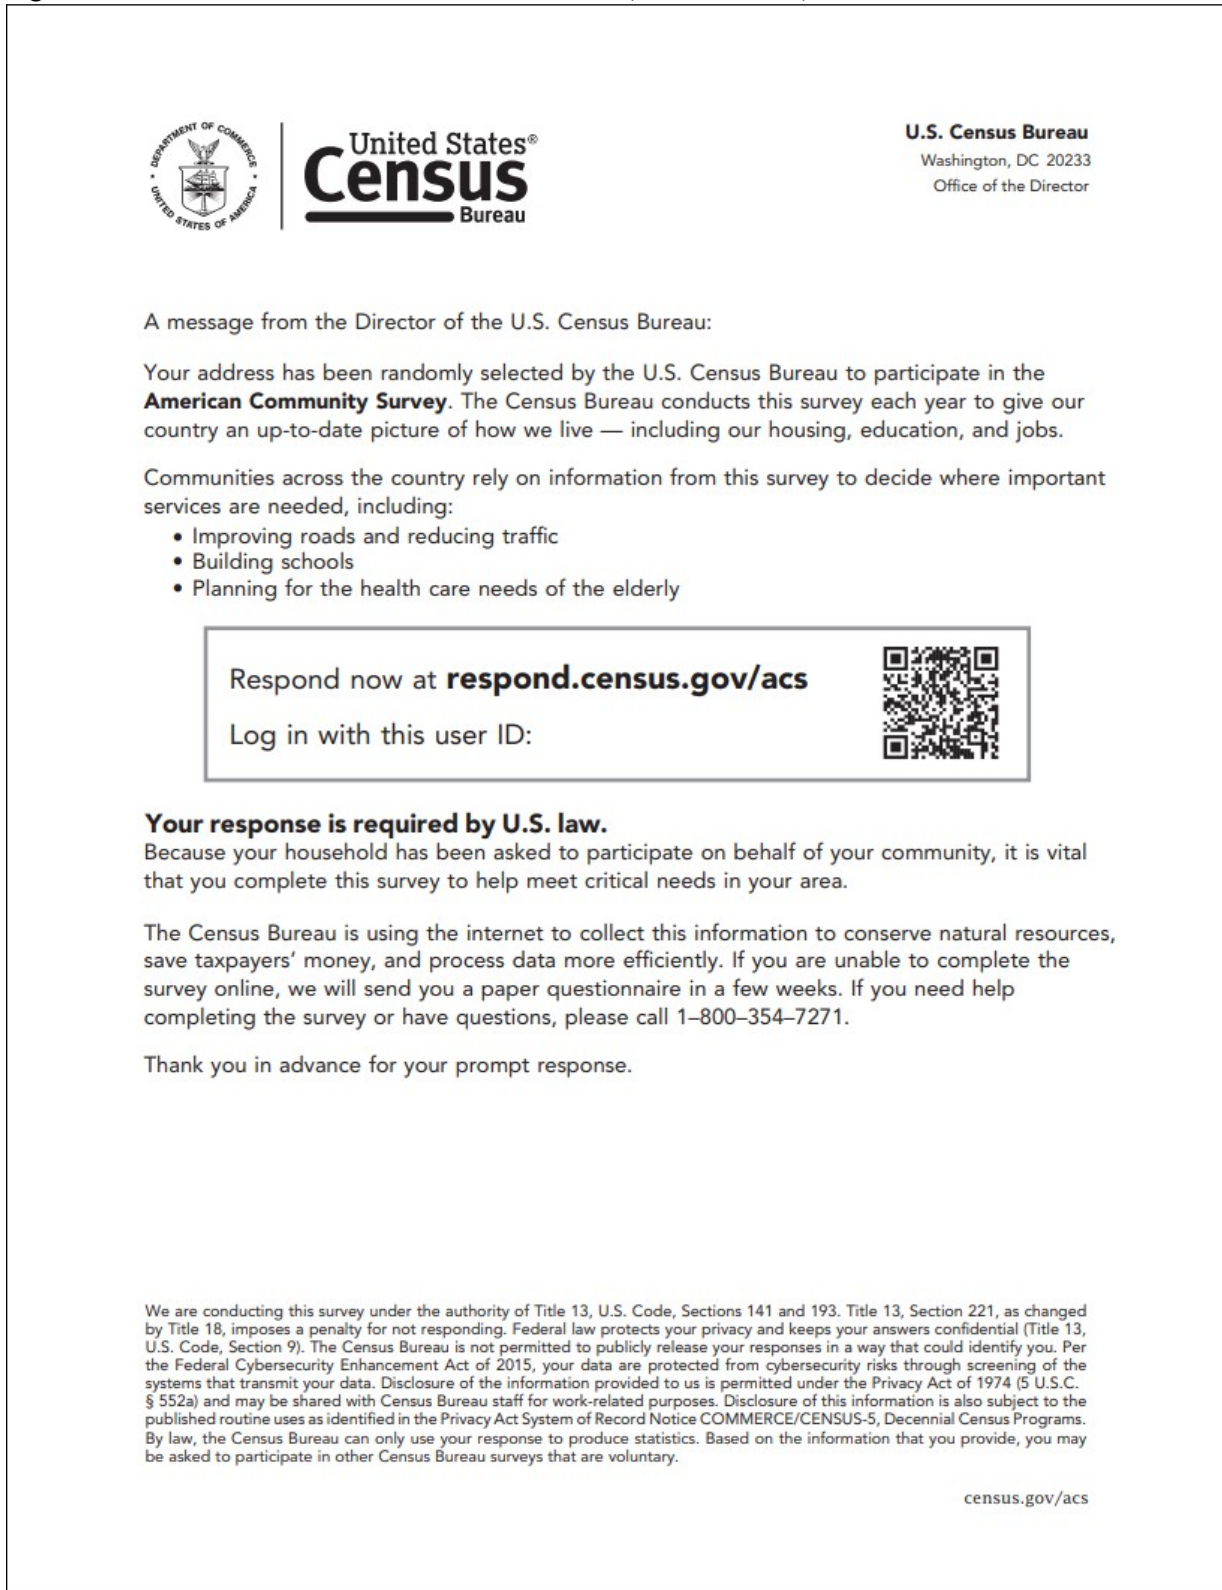 DEPARTMENT OF COMMERCE
UNITED STATES OF AMERICA
United States®
Census
Bureau
U.S. Census Bureau
Washington, DC 20233
Office of the Director
A message from the Director of the U.S. Census Bureau:
Your address has been randomly selected by the U.S. Census Bureau to participate in the
American Community Survey. The Census Bureau conducts this survey each year to give our
country an up-to-date picture of how we live — including our housing, education, and jobs.
Communities across the country rely on information from this survey to decide where important
services are needed, including:
• Improving roads and reducing traffic
• Building schools
• Planning for the health care needs of the elderly
Respond now at respond.census.gov/acs
Log in with this user ID:
Your response is required by U.S. law.
Because your household has been asked to participate on behalf of your community, it is vital
that you complete this survey to help meet critical needs in your area.
The Census Bureau is using the internet to collect this information to conserve natural resources,
save taxpayers’ money, and process data more efficiently. If you are unable to complete the
survey online, we will send you a paper questionnaire in a few weeks. If you need help
completing the survey or have questions, please call 1–800–354–7271.
Thank you in advance for your prompt response.
We are conducting this survey under the authority of Title 13, U.S. Code, Sections 141 and 193. Title 13, Section 221, as changed
by Title 18, imposes a penalty for not responding. Federal law protects your privacy and keeps your answers confidential (Title 13,
U.S. Code, Section 9). The Census Bureau is not permitted to publicly release your responses in a way that could identify you. Per
the Federal Cybersecurity Enhancement Act of 2015, your data are protected from cybersecurity risks through screening of the
systems that transmit your data. Disclosure of the information provided to us is permitted under the Privacy Act of 1974 (5 U.S.C.
§ 552a) and may be shared with Census Bureau staff for work-related purposes. Disclosure of this information is also subject to the
published routine uses as identified in the Privacy Act System of Record Notice COMMERCE/CENSUS-5, Decennial Census Programs.
By law, the Census Bureau can only use your response to produce statistics. Based on the information that you provide, you may
be asked to participate in other Census Bureau surveys that are voluntary.
census.gov/acs